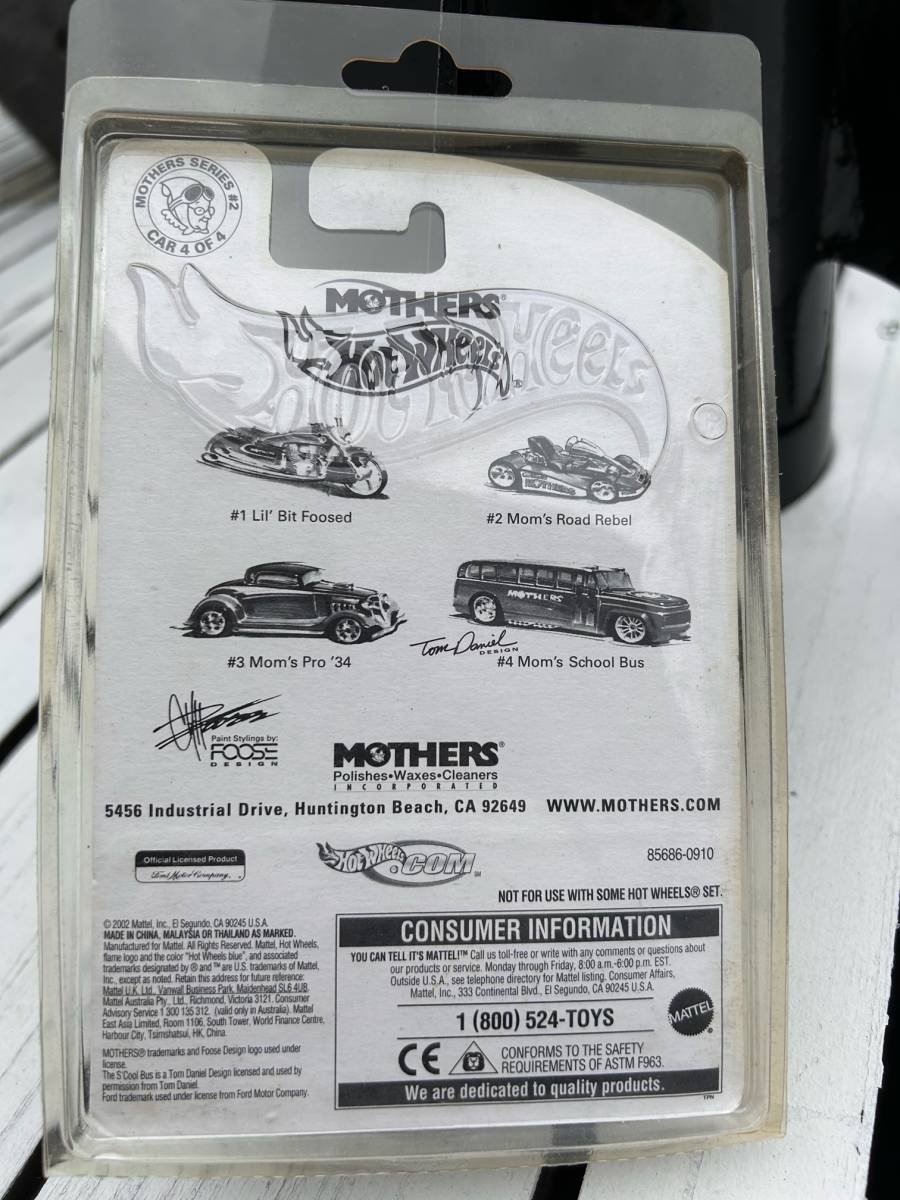 MOTHERS SERIES #2
CAR 4 OF 4
MOTHERS®
HOT WHEELS®
HOT WHEELS
#1 Lil' Bit Foosed
MOTHERS
#2 Mom's Road Rebel
#3 Mom's Pro '34
MOTHERS
Tom Daniel
DESIGN
#4 Mom's School Bus
Paint Stylings by:
FOOSE
DESIGN
MOTHERS®
Polishes•Waxes•Cleaners
INCORPORATED
5456 Industrial Drive, Huntington Beach, CA 92649 WWW.MOTHERS.COM
Official Licensed Product
Ford Motor Company.
HOT WHEELS.COM℠
85686-0910
NOT FOR USE WITH SOME HOT WHEELS® SET.
© 2002 Mattel, Inc., El Segundo, CA 90245 U.S.A.
MADE IN CHINA, MALAYSIA OR THAILAND AS MARKED.
Manufactured for Mattel. All Rights Reserved. Mattel, Hot Wheels,
flame logo and the color "Hot Wheels blue", and associated
trademarks designated by ® and ™ are U.S. trademarks of Mattel,
Inc., except as noted. Retain this address for future reference:
Mattel U.K. Ltd., Vanwall Business Park, Maidenhead SL6 4UB.
Mattel Australia Pty., Ltd., Richmond, Victoria 3121. Consumer
Advisory Service 1 300 135 312. (valid only in Australia). Mattel
East Asia Limited, Room 1106, South Tower, World Finance Centre,
Harbour City, Tsimshatsui, HK, China.
MOTHERS® trademarks and Foose Design logo used under
license.
The S'Cool Bus is a Tom Daniel Design licensed and used by
permission from Tom Daniel.
Ford trademark used under license from Ford Motor Company.
CONSUMER INFORMATION
YOU CAN TELL IT'S MATTEL!™ Call us toll-free or write with any comments or questions about
our products or service. Monday through Friday, 8:00 a.m.-6:00 p.m. EST.
Outside U.S.A., see telephone directory for Mattel listing. Consumer Affairs,
Mattel, Inc., 333 Continental Blvd., El Segundo, CA 90245 U.S.A.
1 (800) 524-TOYS
MATTEL®
CE
CONFORMS TO THE SAFETY
REQUIREMENTS OF ASTM F963.
We are dedicated to quality products.